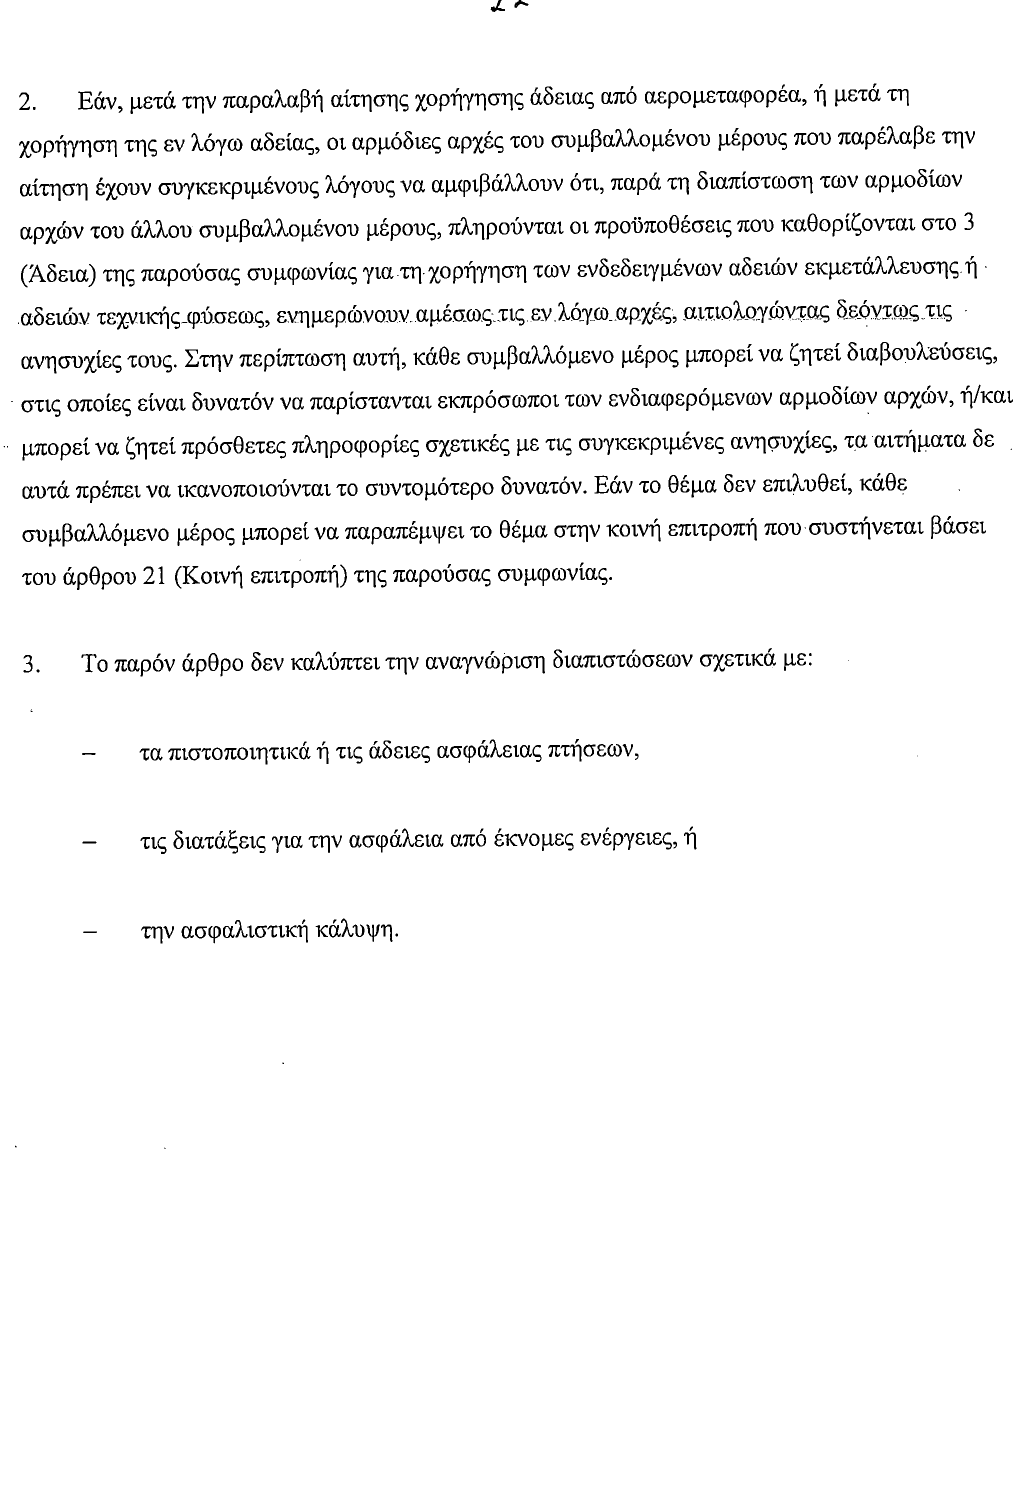 2. Εάν, μετά την παραλαβή αίτησης χορήγησης άδειας από αερομεταφορέα, ή μετά τη
χορήγηση της εν λόγω αδείας, οι αρμόδιες αρχές του συμβαλλομένου μέρους που παρέλαβε την
αίτηση έχουν συγκεκριμένους λόγους να αμφιβάλλουν ότι, παρά τη διαπίστωση των αρμοδίων
αρχών του άλλου συμβαλλομένου μέρους, πληρούνται οι προϋποθέσεις που καθορίζονται στο 3
(Άδεια) της παρούσας συμφωνίας για τη χορήγηση των ενδεδειγμένων αδειών εκμετάλλευσης ή
αδειών τεχνικής φύσεως, ενημερώνουν αμέσως τις εν λόγω αρχές, αιτιολογώντας δεόντως τις
ανησυχίες τους. Στην περίπτωση αυτή, κάθε συμβαλλόμενο μέρος μπορεί να ζητεί διαβουλεύσεις,
στις οποίες είναι δυνατόν να παρίστανται εκπρόσωποι των ενδιαφερόμενων αρμοδίων αρχών, ή/και
μπορεί να ζητεί πρόσθετες πληροφορίες σχετικές με τις συγκεκριμένες ανησυχίες, τα αιτήματα δε
αυτά πρέπει να ικανοποιούνται το συντομότερο δυνατόν. Εάν το θέμα δεν επιλυθεί, κάθε
συμβαλλόμενο μέρος μπορεί να παραπέμψει το θέμα στην κοινή επιτροπή που συστήνεται βάσει
του άρθρου 21 (Κοινή επιτροπή) της παρούσας συμφωνίας.
3. Το παρόν άρθρο δεν καλύπτει την αναγνώριση διαπιστώσεων σχετικά με:
– τα πιστοποιητικά ή τις άδειες ασφάλειας πτήσεων,
– τις διατάξεις για την ασφάλεια από έκνομες ενέργειες, ή
– την ασφαλιστική κάλυψη.